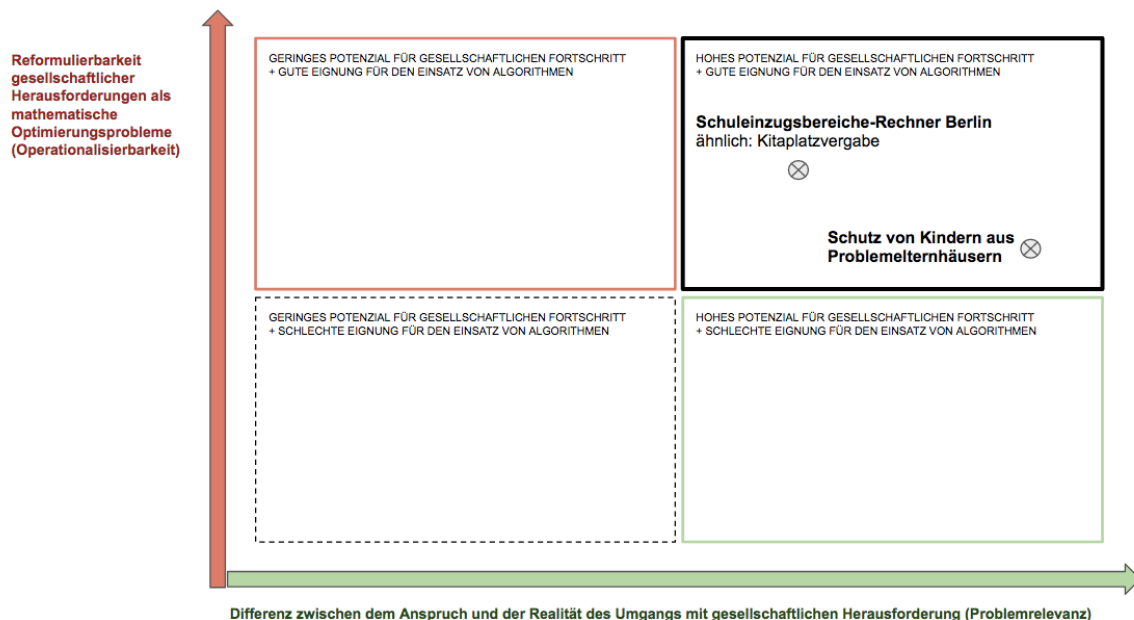 Reformulierbarkeit
gesellschaftlicher
Herausforderungen als
mathematische
Optimierungsprobleme
(Operationalisierbarkeit)
GERINGES POTENZIAL FÜR GESELLSCHAFTLICHEN FORTSCHRITT
+ GUTE EIGNUNG FÜR DEN EINSATZ VON ALGORITHMEN
HOHES POTENZIAL FÜR GESELLSCHAFTLICHEN FORTSCHRITT
+ GUTE EIGNUNG FÜR DEN EINSATZ VON ALGORITHMEN
Schuleinzugsbereiche-Rechner Berlin
ähnlich: Kitaplatzvergabe
Schutz von Kindern aus
Problemelternhäusern
GERINGES POTENZIAL FÜR GESELLSCHAFTLICHEN FORTSCHRITT
+ SCHLECHTE EIGNUNG FÜR DEN EINSATZ VON ALGORITHMEN
HOHES POTENZIAL FÜR GESELLSCHAFTLICHEN FORTSCHRITT
+ SCHLECHTE EIGNUNG FÜR DEN EINSATZ VON ALGORITHMEN
Differenz zwischen dem Anspruch und der Realität des Umgangs mit gesellschaftlichen Herausforderung (Problemrelevanz)